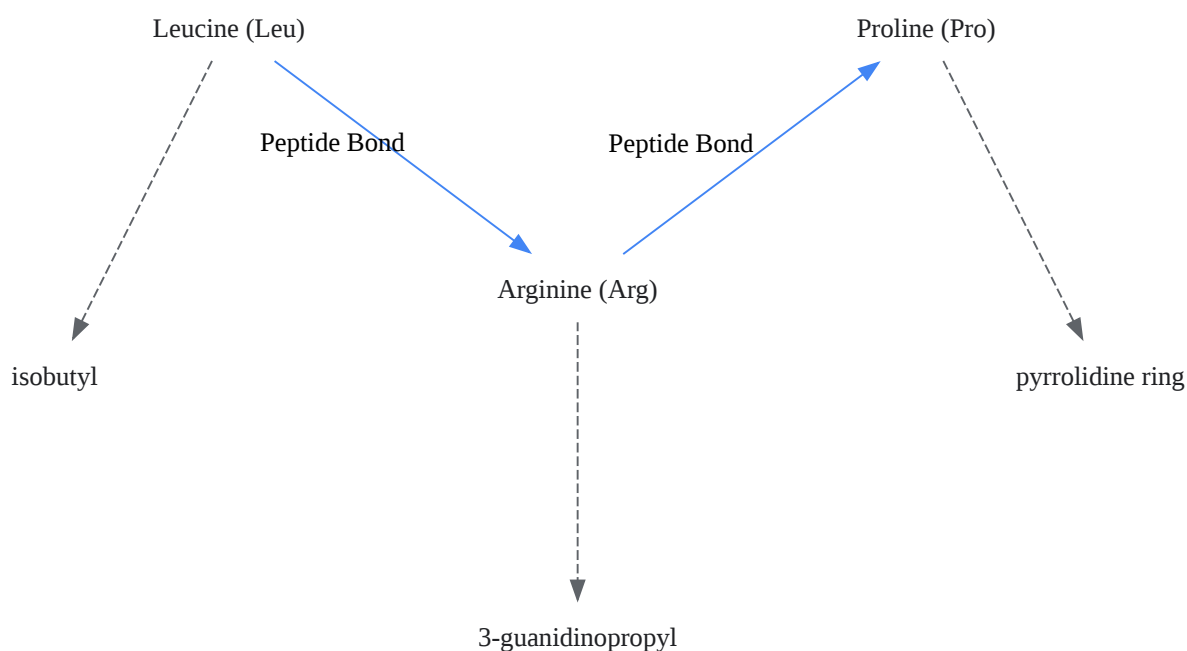 Leucine (Leu)
Proline (Pro)
Peptide Bond
Peptide Bond
Arginine (Arg)
isobutyl
pyrrolidine ring
3-guanidinopropyl